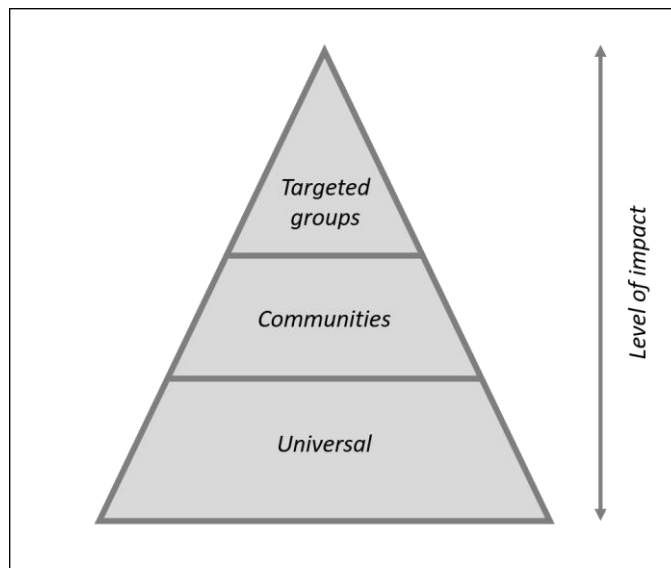 Targeted
groups
Communities
Universal
Level of impact